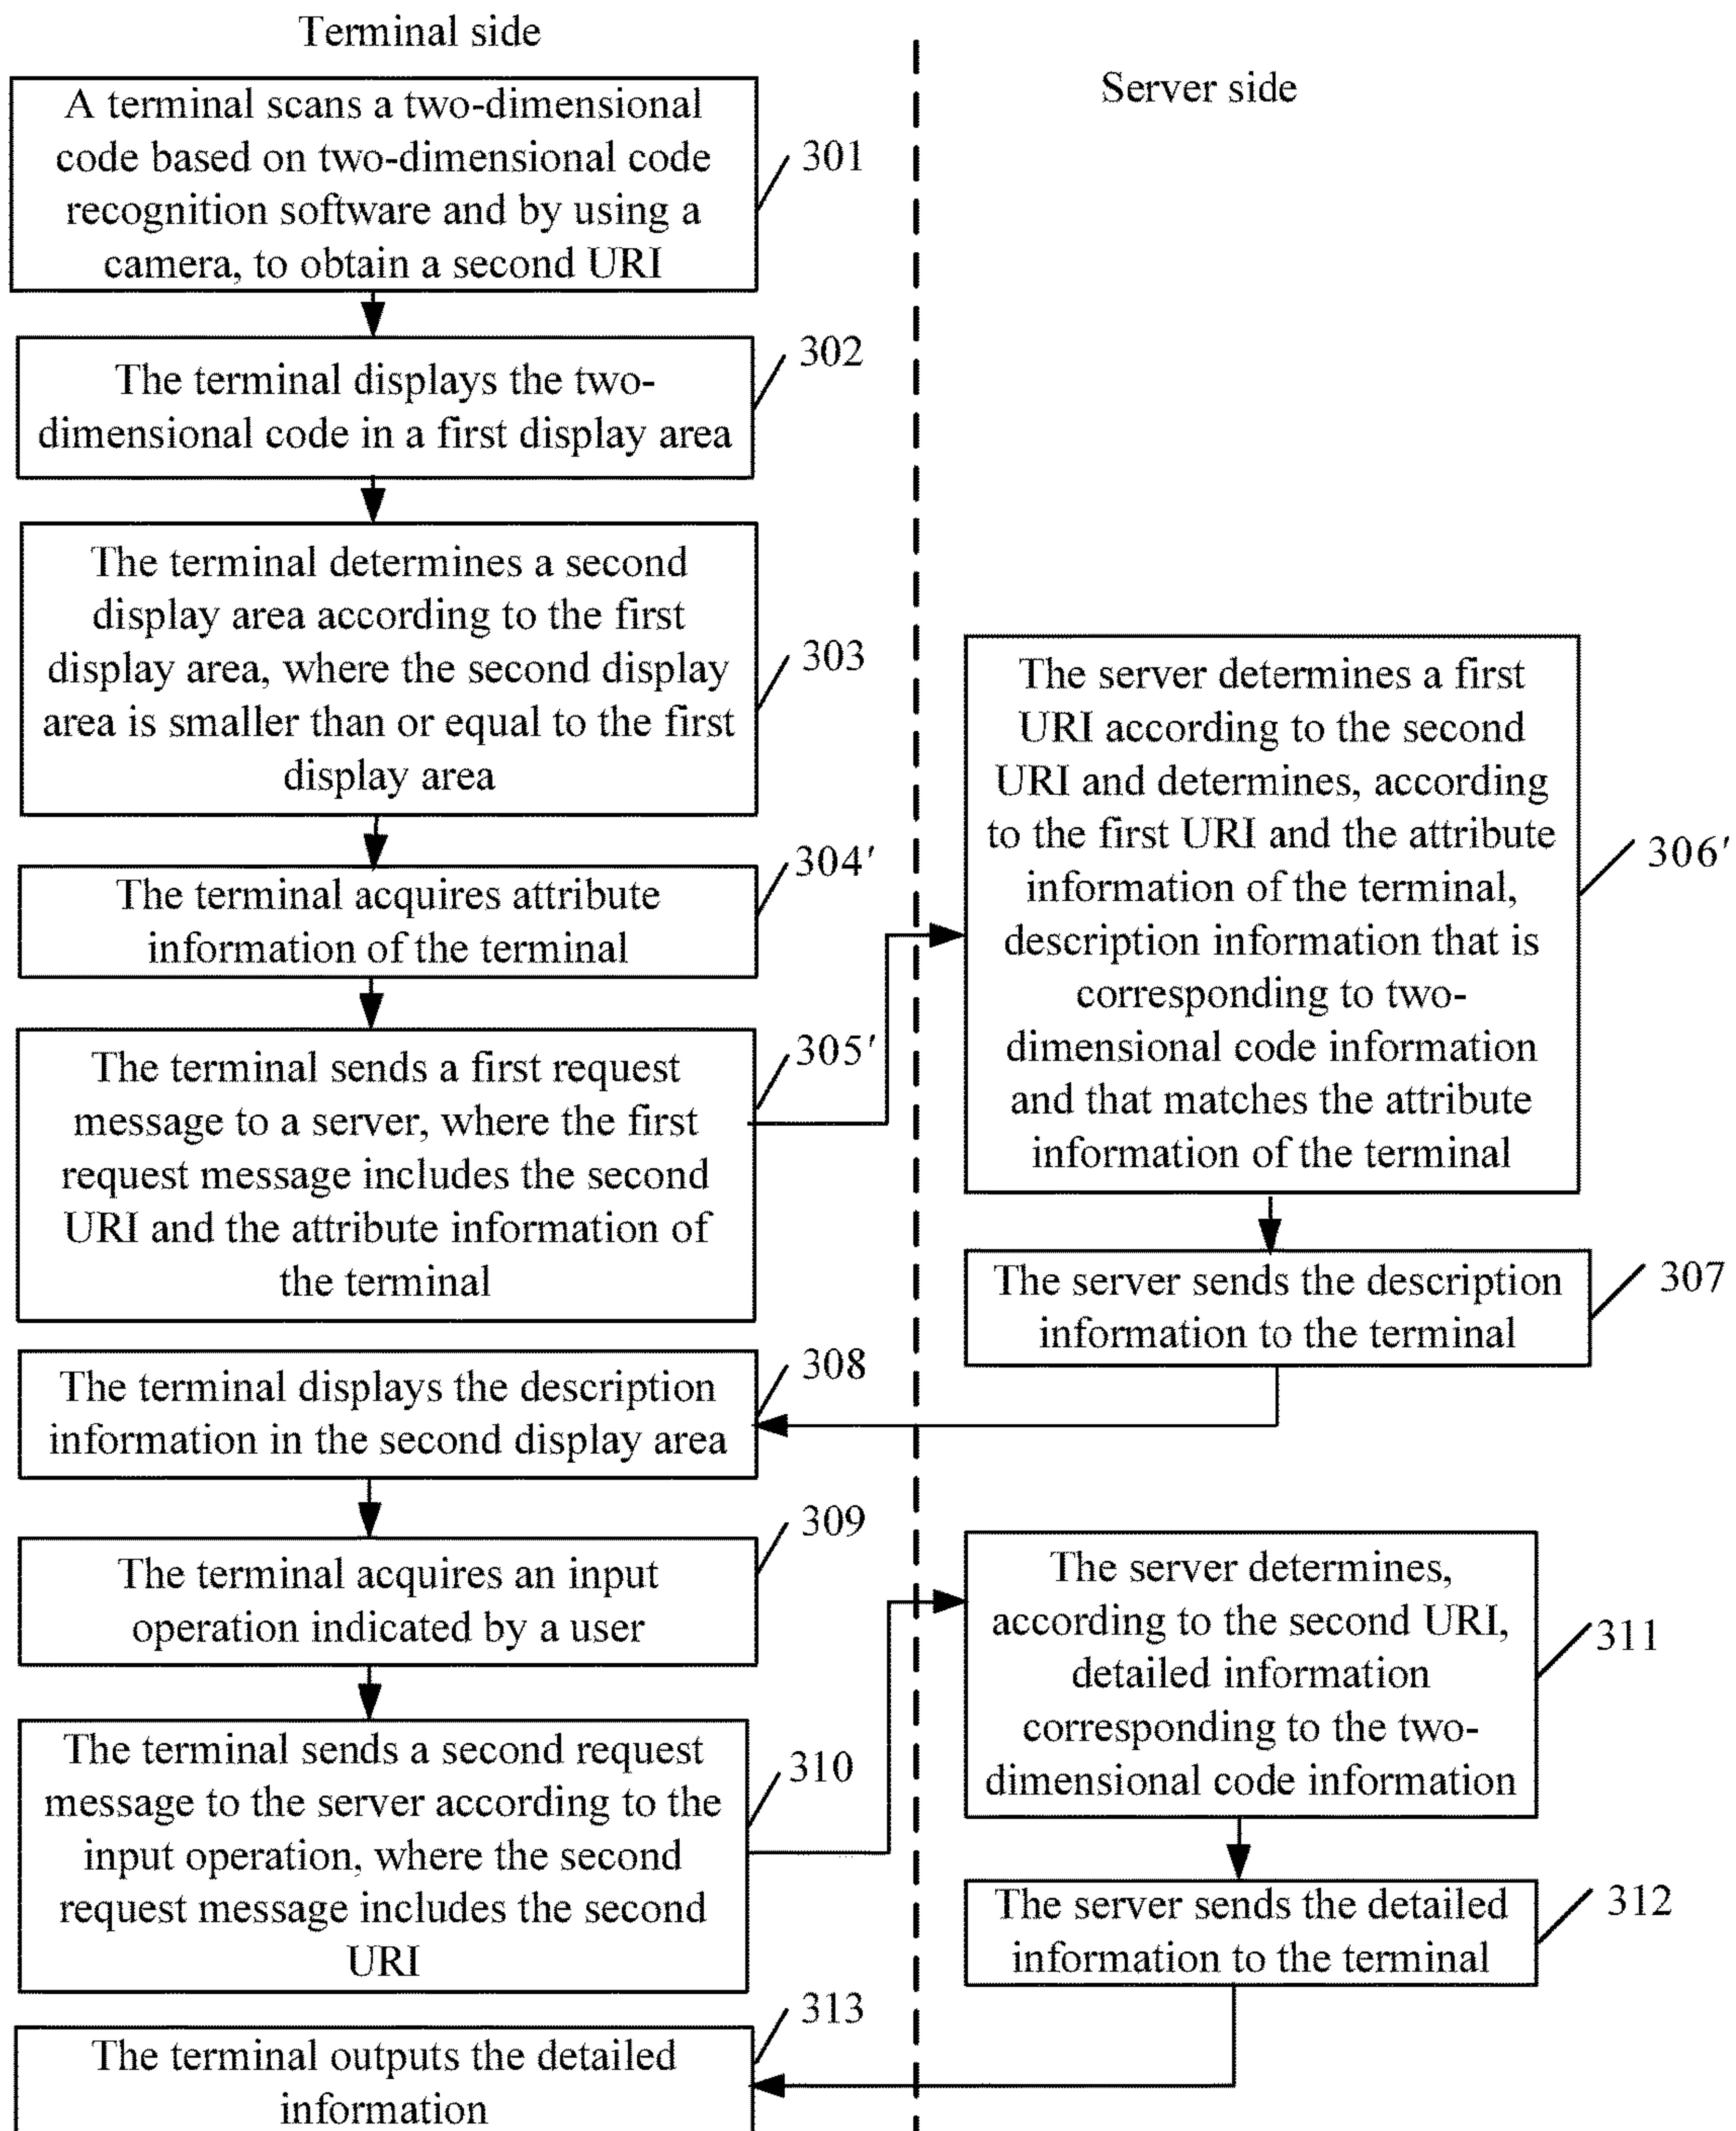 Terminal side
Server side
A terminal scans a two-dimensional
code based on two-dimensional code
recognition software and by using a
camera, to obtain a second URI
301
The terminal displays the two-
dimensional code in a first display area
302
The terminal determines a second
display area according to the first
display area, where the second display
area is smaller than or equal to the first
display area
303
The terminal acquires attribute
information of the terminal
304'
The terminal sends a first request
message to a server, where the first
request message includes the second
URI and the attribute information of
the terminal
305'
The server determines a first
URI according to the second
URI and determines, according
to the first URI and the attribute
information of the terminal,
description information that is
corresponding to two-
dimensional code information
and that matches the attribute
information of the terminal
306'
The server sends the description
information to the terminal
307
The terminal displays the description
information in the second display area
308
The terminal acquires an input
operation indicated by a user
309
The terminal sends a second request
message to the server according to the
input operation, where the second
request message includes the second
URI
310
The server determines,
according to the second URI,
detailed information
corresponding to the two-
dimensional code information
311
The server sends the detailed
information to the terminal
312
The terminal outputs the detailed
information
313